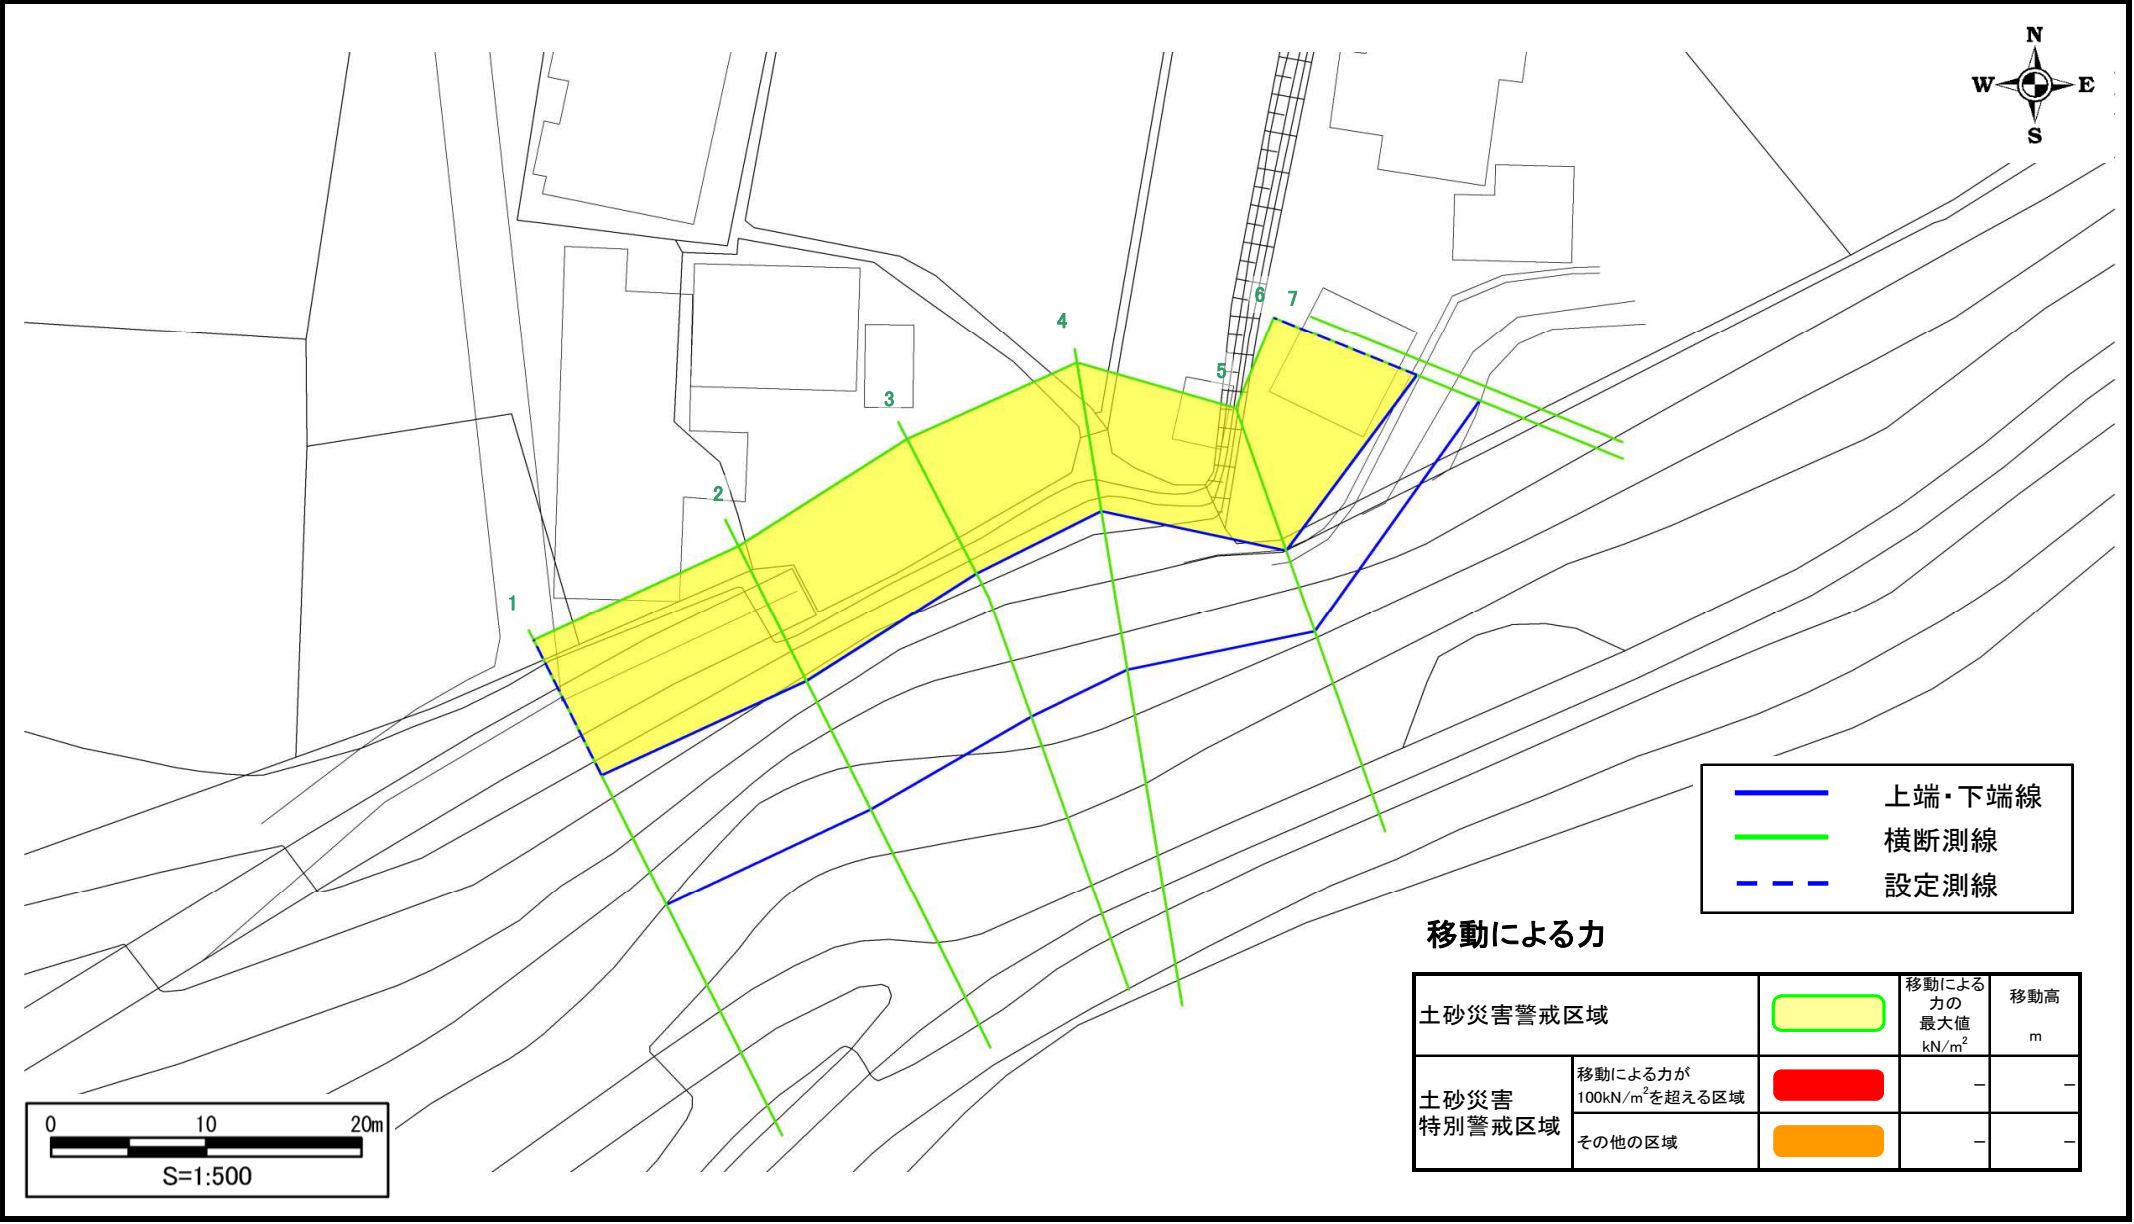 N
W E
S
6 7
4
5
3
2
1
上端・下端線
横断測線
設定測線
移動による力
土砂災害警戒区域
移動による
力の
最大値
kN/m²
移動高
m
土砂災害
特別警戒区域
移動による力が
100kN/m²を超える区域
－ －
その他の区域
－ －
0 10 20m
S=1:500